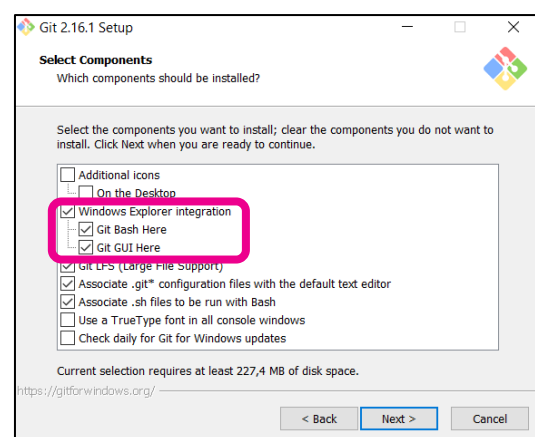 Git 2.16.1 Setup
Select Components
Which components should be installed?
Select the components you want to install; clear the components you do not want to
install. Click Next when you are ready to continue.
Additional icons
On the Desktop
Windows Explorer integration
Git Bash Here
Git GUI Here
Git LFS (Large File Support)
Associate .git* configuration files with the default text editor
Associate .sh files to be run with Bash
Use a TrueType font in all console windows
Check daily for Git for Windows updates
Current selection requires at least 227,4 MB of disk space.
https://gitforwindows.org/
< Back
Next >
Cancel